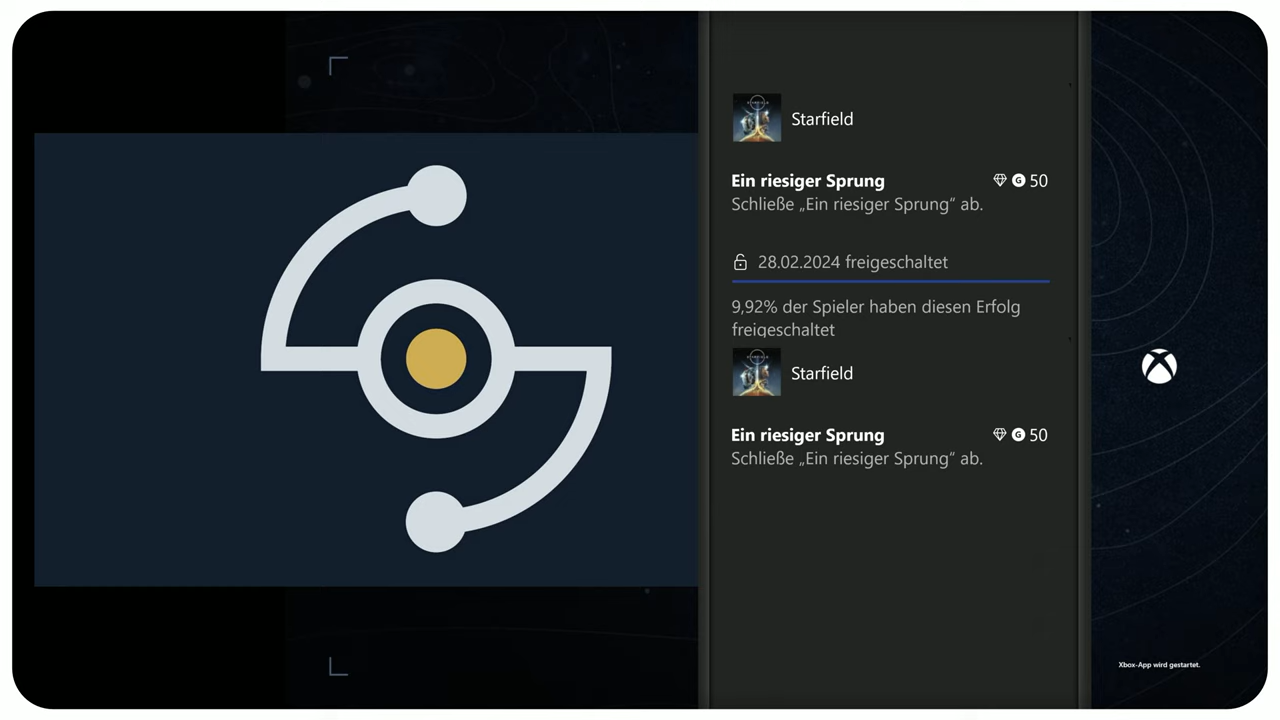 Starfield
Ein riesiger Sprung G 50
Schließe „Ein riesiger Sprung“ ab.
28.02.2024 freigeschaltet
9,92% der Spieler haben diesen Erfolg
freigeschaltet
Starfield
Ein riesiger Sprung G 50
Schließe „Ein riesiger Sprung“ ab.
Xbox-App wird gestartet.